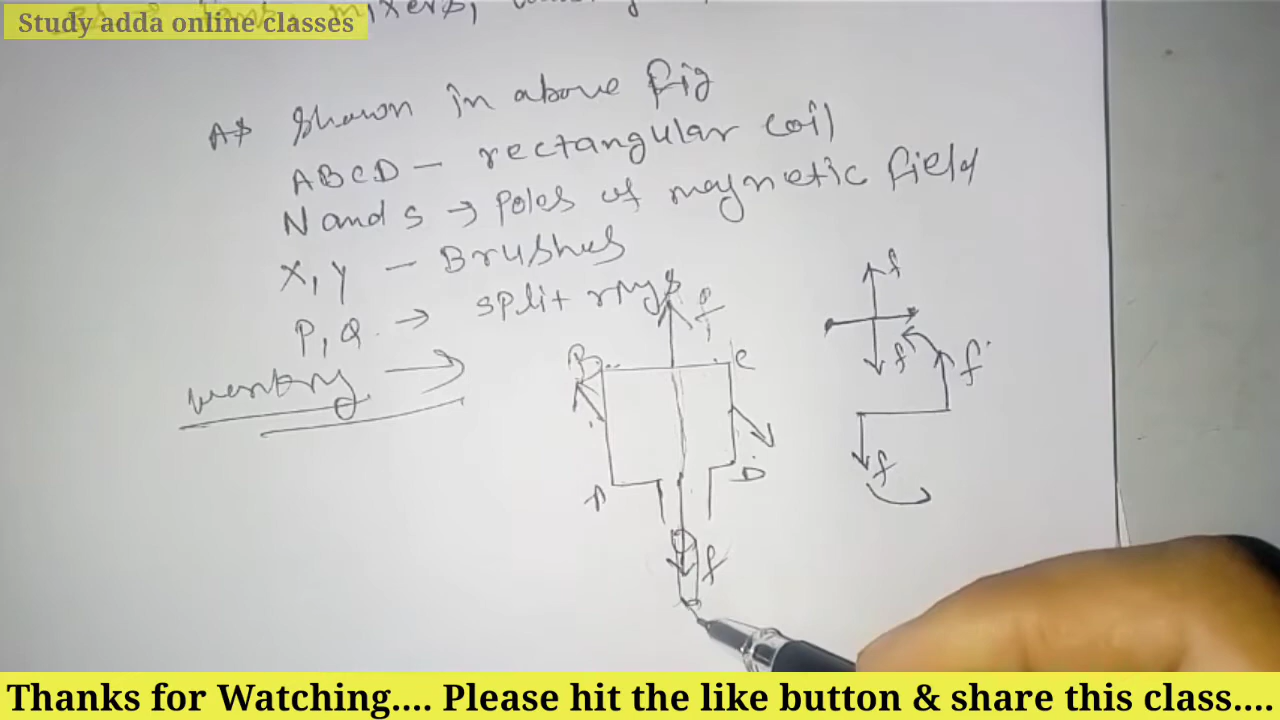 Study adda online classes
mixers,
As Shown in above fig
ABCD - rectangular coil
N and S → Poles of magnetic field
X, Y - Brushes
P, Q → split rings
working →
f
f
B C
f
f
A D
f
f
Thanks for Watching.... Please hit the like button & share this class....